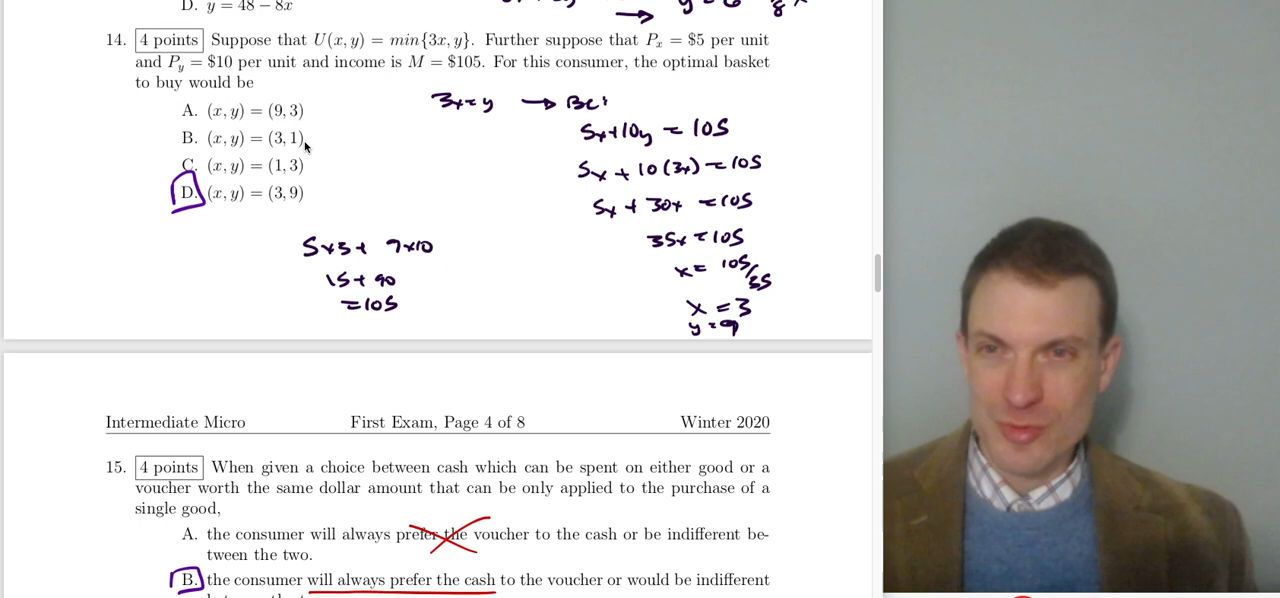 D. y = 48 − 8x
14. 4 points Suppose that U(x, y) = min{3x, y}. Further suppose that Pₓ = $5 per unit
and P_y = $10 per unit and income is M = $105. For this consumer, the optimal basket
to buy would be
A. (x, y) = (9, 3)
B. (x, y) = (3, 1)
C. (x, y) = (1, 3)
D. (x, y) = (3, 9)
3x=y → BC:
5x+10y = 105
5x + 10(3x) = 105
5x + 30x = 105
35x = 105
x = 105/35
x = 3
y = 9
5x3 + 9x10
15 + 90
= 105
Intermediate Micro First Exam, Page 4 of 8 Winter 2020
15. 4 points When given a choice between cash which can be spent on either good or a
voucher worth the same dollar amount that can be only applied to the purchase of a
single good,
A. the consumer will always prefer the voucher to the cash or be indifferent be-
tween the two.
B. the consumer will always prefer the cash to the voucher or would be indifferent